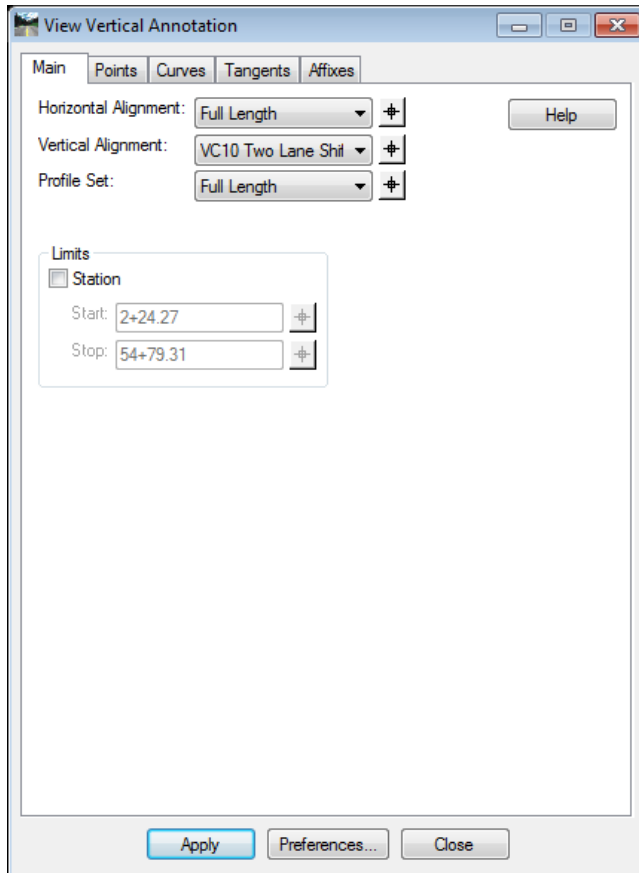 View Vertical Annotation
Main Points Curves Tangents Affixes
Horizontal Alignment: Full Length Help
Vertical Alignment: VC10 Two Lane Shif
Profile Set: Full Length
Limits
Station
Start: 2+24.27
Stop: 54+79.31
Apply Preferences... Close